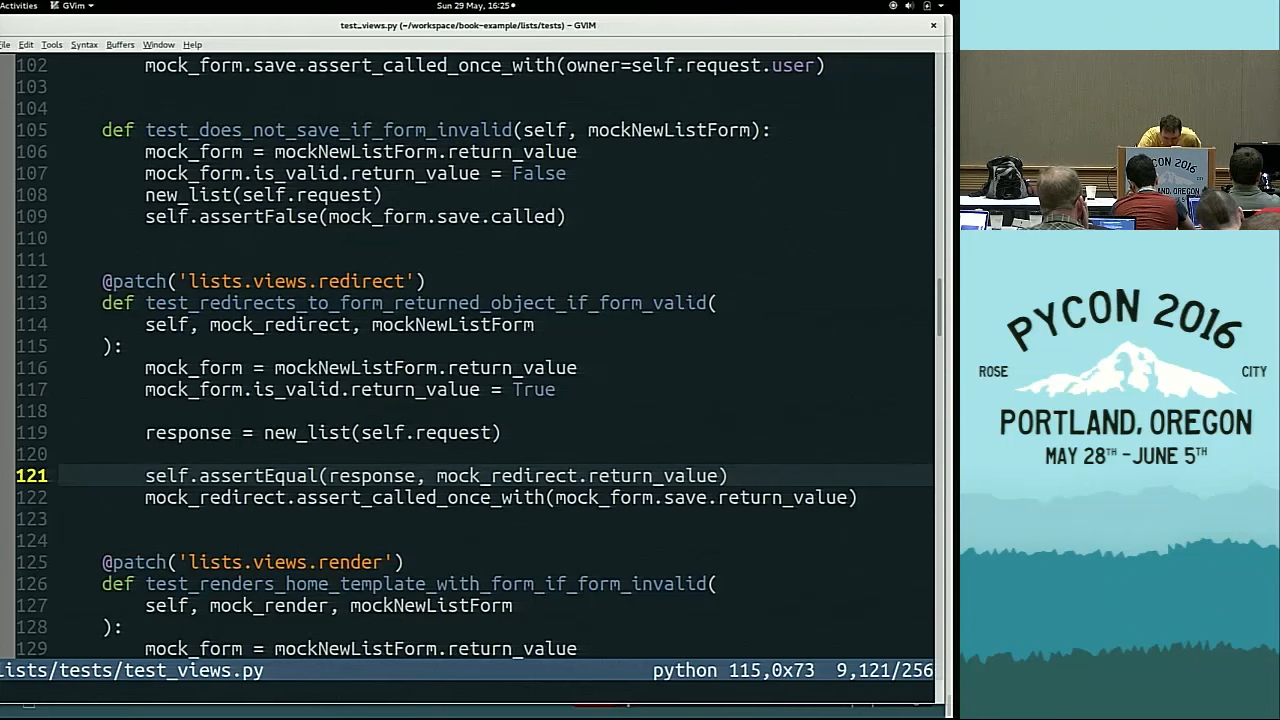 Activities GVim Sun 29 May, 16:25
test_views.py (~/workspace/book-example/lists/tests) – GVIM
File Edit Tools Syntax Buffers Window Help
102 mock_form.save.assert_called_once_with(owner=self.request.user)
103
104
105 def test_does_not_save_if_form_invalid(self, mockNewListForm):
106 mock_form = mockNewListForm.return_value
107 mock_form.is_valid.return_value = False
108 new_list(self.request)
109 self.assertFalse(mock_form.save.called)
110
111
112 @patch('lists.views.redirect')
113 def test_redirects_to_form_returned_object_if_form_valid(
114 self, mock_redirect, mockNewListForm
115 ):
116 mock_form = mockNewListForm.return_value
117 mock_form.is_valid.return_value = True
118
119 response = new_list(self.request)
120
121 self.assertEqual(response, mock_redirect.return_value)
122 mock_redirect.assert_called_once_with(mock_form.save.return_value)
123
124
125 @patch('lists.views.render')
126 def test_renders_home_template_with_form_if_form_invalid(
127 self, mock_render, mockNewListForm
128 ):
129 mock_form = mockNewListForm.return_value
lists/tests/test_views.py python 115,0x73 9,121/256
PYCON 2016
PORTLAND, OREGON
PYCON 2016
ROSE CITY
PORTLAND, OREGON
MAY 28TH -JUNE 5TH